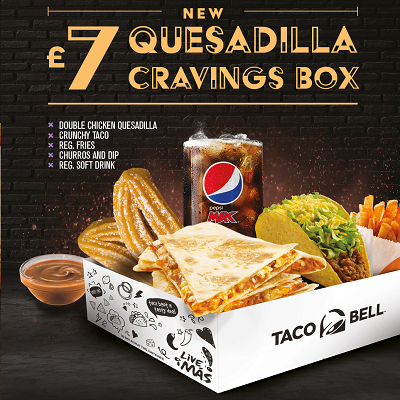 NEW
£7 QUESADILLA
CRAVINGS BOX
× DOUBLE CHICKEN QUESADILLA
× CRUNCHY TACO
× REG. FRIES
× CHURROS AND DIP
× REG. SOFT DRINK
pepsi
MAX
TACO BELL
LIVE
MÁS